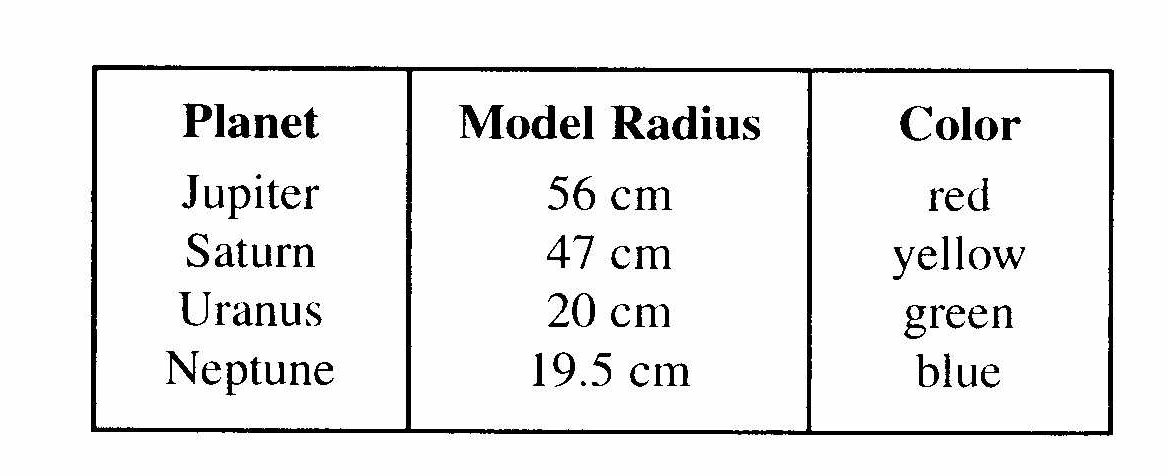 Planet Model Radius Color
Jupiter 56 cm red
Saturn 47 cm yellow
Uranus 20 cm green
Neptune 19.5 cm blue